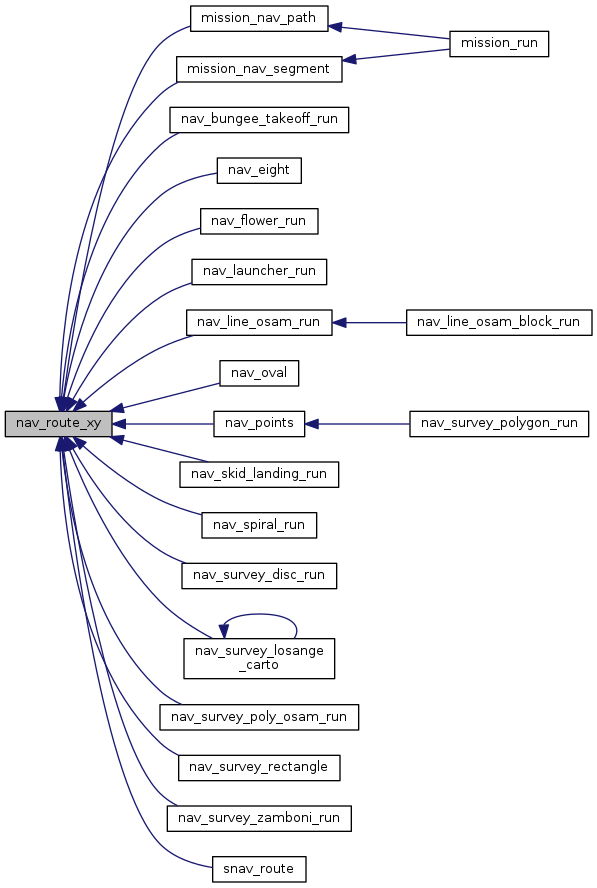 mission_nav_path
mission_run
mission_nav_segment
nav_bungee_takeoff_run
nav_eight
nav_flower_run
nav_launcher_run
nav_line_osam_run
nav_line_osam_block_run
nav_oval
nav_route_xy
nav_points
nav_survey_polygon_run
nav_skid_landing_run
nav_spiral_run
nav_survey_disc_run
nav_survey_losange
_carto
nav_survey_poly_osam_run
nav_survey_rectangle
nav_survey_zamboni_run
snav_route